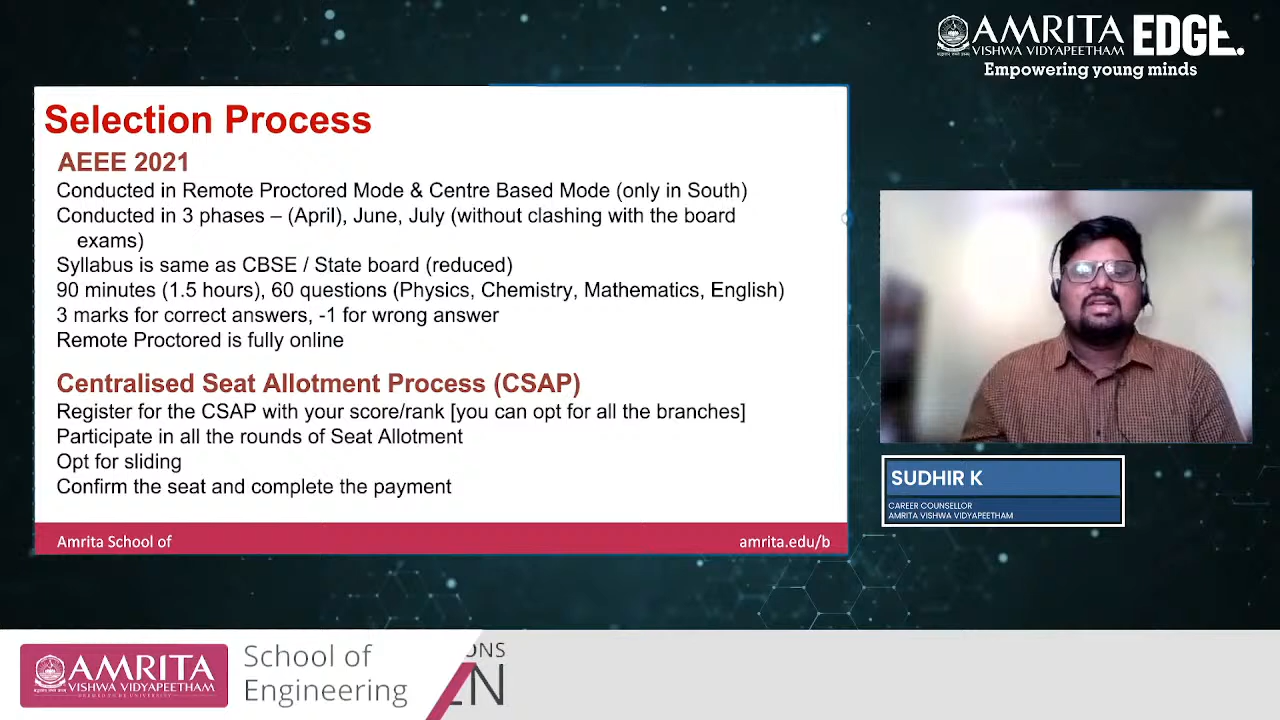 AMRITA
VISHWA VIDYAPEETHAM
EDGE.
Empowering young minds
Selection Process
AEEE 2021
Conducted in Remote Proctored Mode & Centre Based Mode (only in South)
Conducted in 3 phases – (April), June, July (without clashing with the board
exams)
Syllabus is same as CBSE / State board (reduced)
90 minutes (1.5 hours), 60 questions (Physics, Chemistry, Mathematics, English)
3 marks for correct answers, -1 for wrong answer
Remote Proctored is fully online
Centralised Seat Allotment Process (CSAP)
Register for the CSAP with your score/rank [you can opt for all the branches]
Participate in all the rounds of Seat Allotment
Opt for sliding
Confirm the seat and complete the payment
Amrita School of
amrita.edu/b
SUDHIR K
CAREER COUNSELLOR
AMRITA VISHWA VIDYAPEETHAM
AMRITA
VISHWA VIDYAPEETHAM
School of
Engineering
ONS
EN